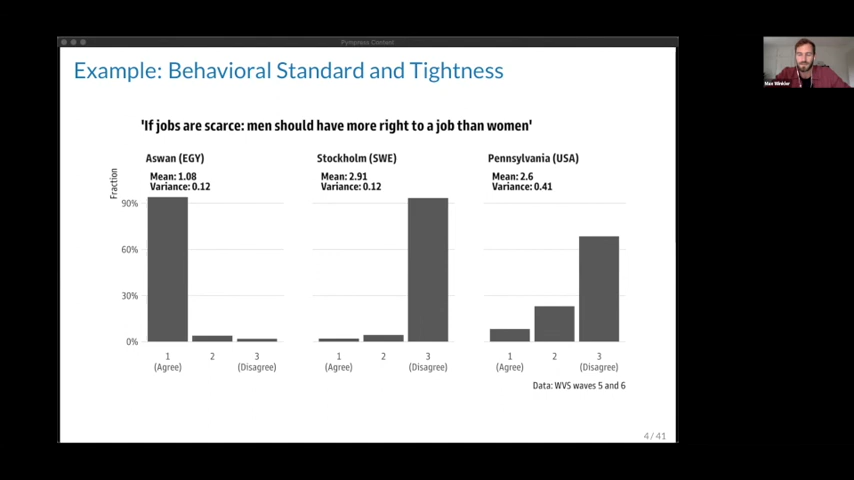 Pympress Content
Example: Behavioral Standard and Tightness
'If jobs are scarce: men should have more right to a job than women'
Aswan (EGY)
Mean: 1.08
Variance: 0.12
Stockholm (SWE)
Mean: 2.91
Variance: 0.12
Pennsylvania (USA)
Mean: 2.6
Variance: 0.41
Fraction
90%
60%
30%
0%
1
(Agree)
2
3
(Disagree)
1
(Agree)
2
3
(Disagree)
1
(Agree)
2
3
(Disagree)
Data: WVS waves 5 and 6
4 / 41
Max Winkler